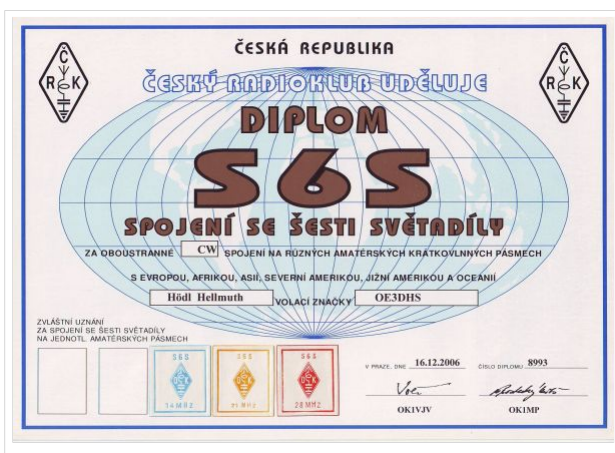 ČESKÁ REPUBLIKA
Č
R K
Č
R K
ČESKÝ RADIOKLUB UDĚLUJE
DIPLOM
S6S
SPOJENÍ SE ŠESTI SVĚTADÍLY
ZA OBOUSTRANNÉ CW SPOJENÍ NA RŮZNÝCH AMATÉRSKÝCH KRÁTKOVLNNÝCH PÁSMECH
S EVROPOU, AFRIKOU, ASIÍ, SEVERNÍ AMERIKOU, JIŽNÍ AMERIKOU A OCEÁNIÍ
Hödl Hellmuth VOLACÍ ZNAČKY OE3DHS
ZVLÁŠTNÍ UZNÁNÍ
ZA SPOJENÍ SE ŠESTI SVĚTADÍLY
NA JEDNOTL. AMATÉRSKÝCH PÁSMECH
S6S
14 MHZ
S6S
21 MHZ
S6S
28 MHZ
V PRAZE, DNE 16.12.2006 ČÍSLO DIPLOMU 8993
OK1VJV OK1MP